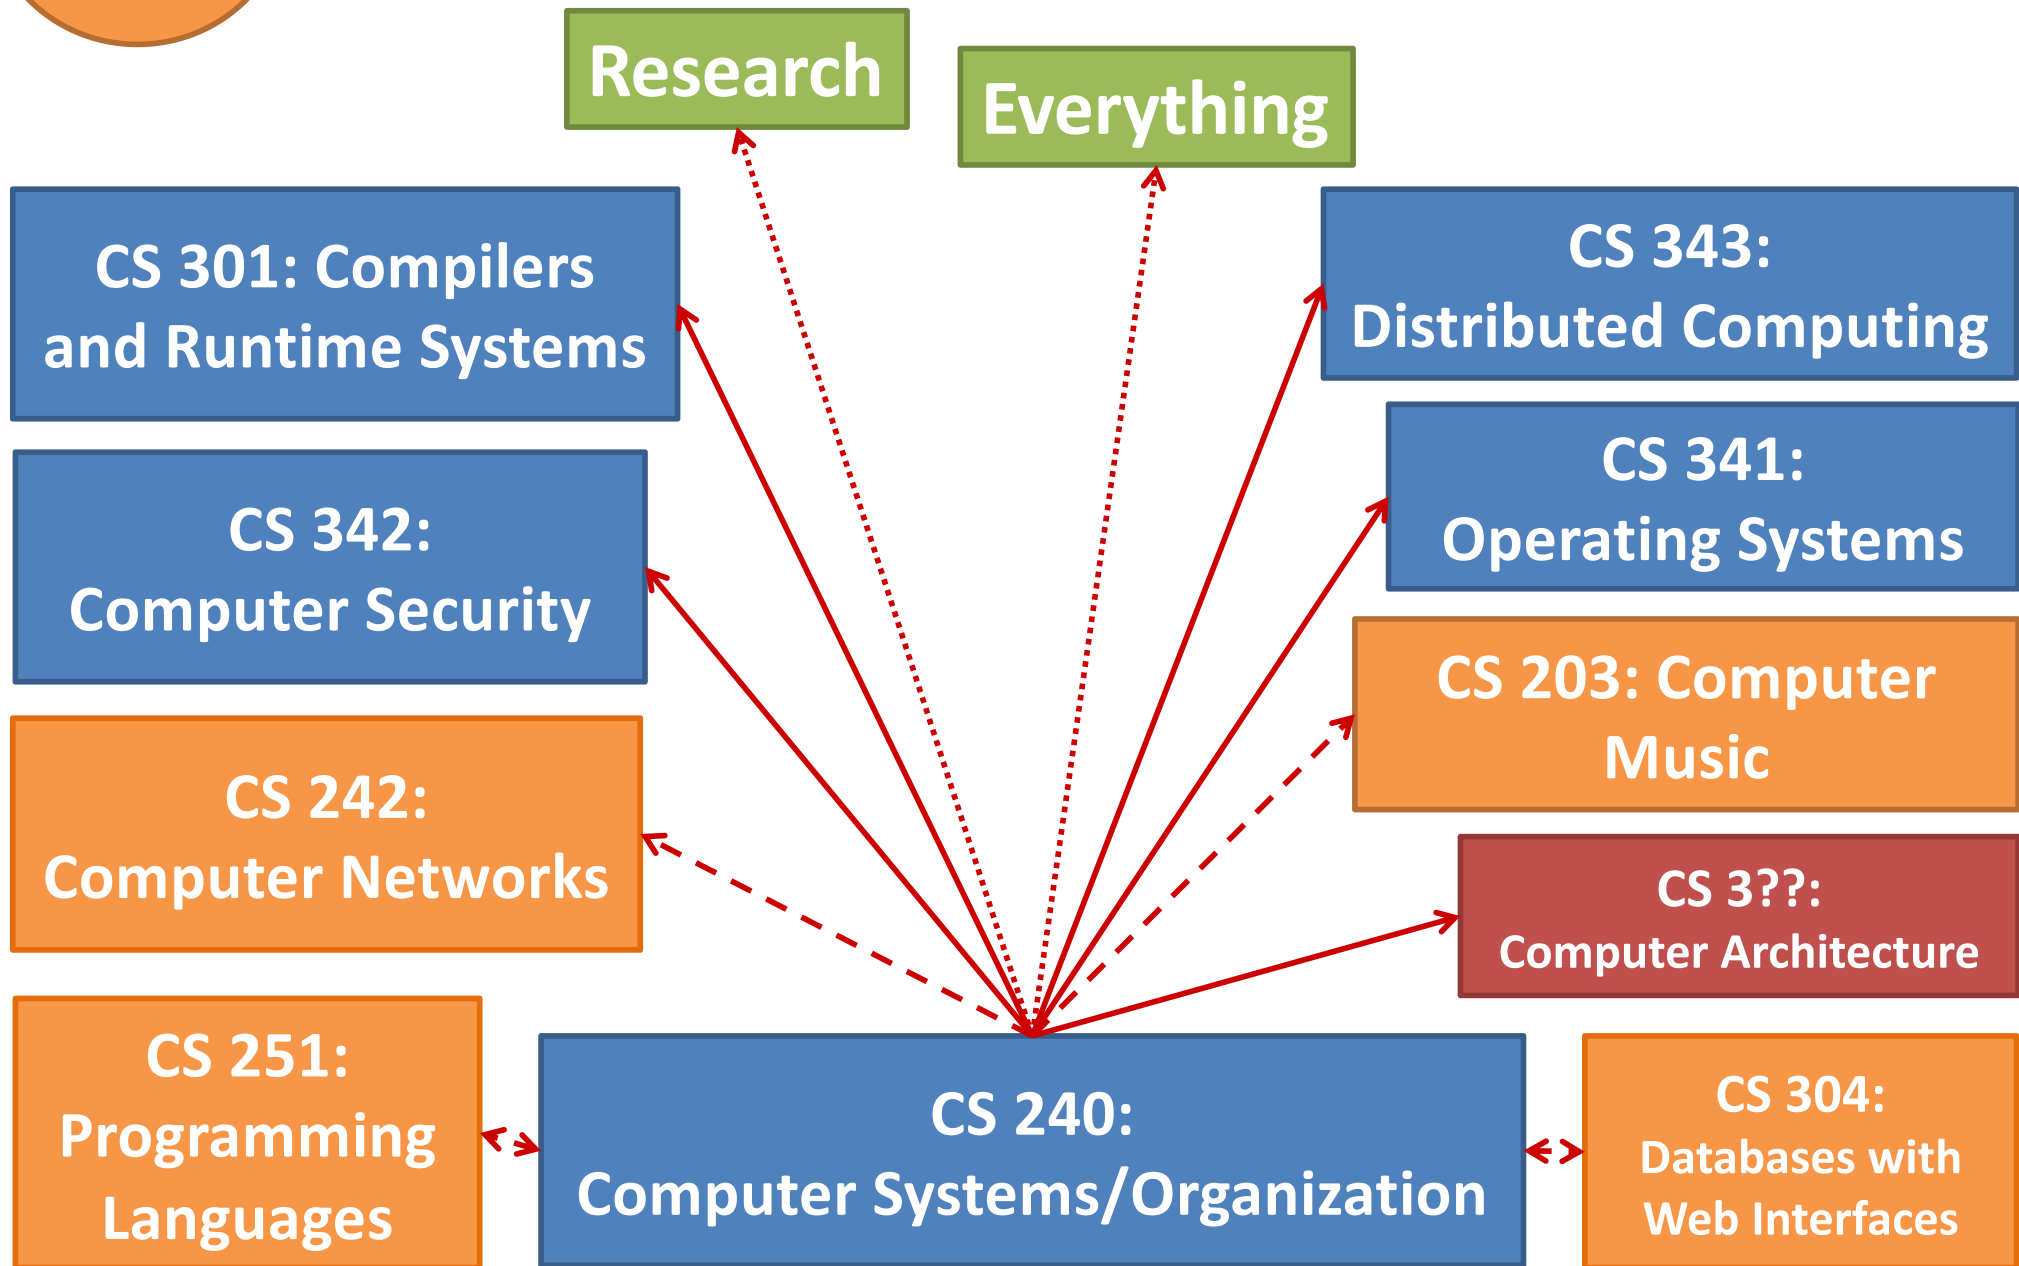 Research
Everything
CS 301: Compilers
and Runtime Systems
CS 343:
Distributed Computing
CS 342:
Computer Security
CS 341:
Operating Systems
CS 242:
Computer Networks
CS 203: Computer
Music
CS 3??:
Computer Architecture
CS 251:
Programming
Languages
CS 240:
Computer Systems/Organization
CS 304:
Databases with
Web Interfaces